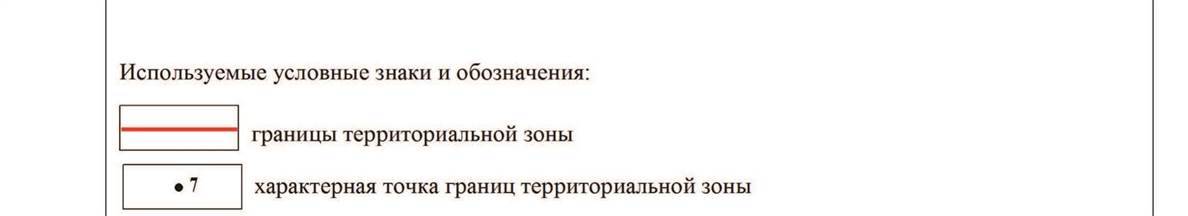 Используемые условные знаки и обозначения:
границы территориальной зоны
• 7 характерная точка границ территориальной зоны